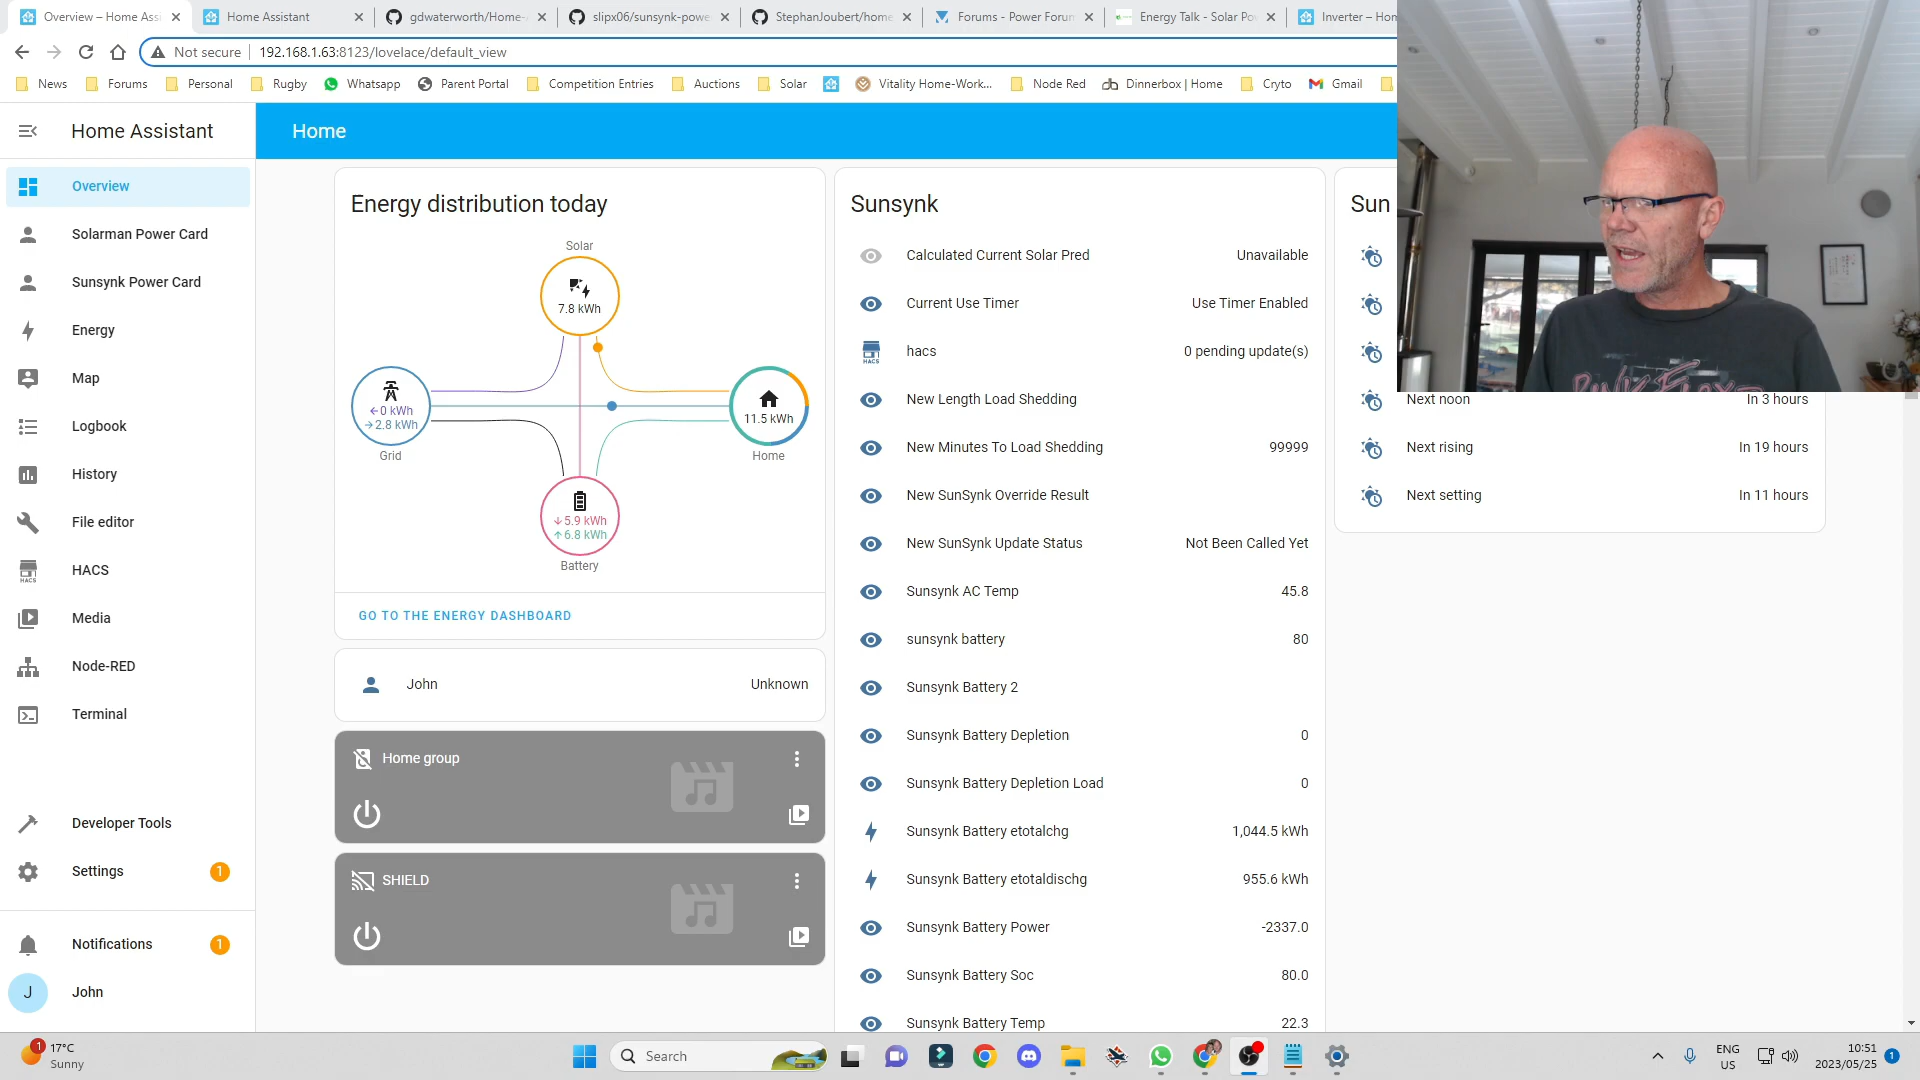 Overview – Home Assi
Home Assistant
gdwaterworth/Home-
slipx06/sunsynk-powe
StephanJoubert/home
Forums - Power Forun
Energy Talk - Solar Po
Inverter – Hom
Not secure
192.168.1.63:8123/lovelace/default_view
News
Forums
Personal
Rugby
Whatsapp
Parent Portal
Competition Entries
Auctions
Solar
Vitality Home-Work...
Node Red
Dinnerbox | Home
Cryto
Gmail
Home Assistant
Home
Overview
Solarman Power Card
Sunsynk Power Card
Energy
Map
Logbook
History
File editor
HACS
HACS
Media
Node-RED
Terminal
Developer Tools
Settings
1
Notifications
1
J
John
Energy distribution today
Solar
7.8 kWh
←0 kWh
→2.8 kWh
Grid
11.5 kWh
Home
↓5.9 kWh
↑6.8 kWh
Battery
GO TO THE ENERGY DASHBOARD
John
Unknown
Home group
SHIELD
Sunsynk
Calculated Current Solar Pred
Unavailable
Current Use Timer
Use Timer Enabled
HACS
hacs
0 pending update(s)
New Length Load Shedding
New Minutes To Load Shedding
99999
New SunSynk Override Result
New SunSynk Update Status
Not Been Called Yet
Sunsynk AC Temp
45.8
sunsynk battery
80
Sunsynk Battery 2
Sunsynk Battery Depletion
0
Sunsynk Battery Depletion Load
0
Sunsynk Battery etotalchg
1,044.5 kWh
Sunsynk Battery etotaldischg
955.6 kWh
Sunsynk Battery Power
-2337.0
Sunsynk Battery Soc
80.0
Sunsynk Battery Temp
22.3
Sun
Next noon
In 3 hours
Next rising
In 19 hours
Next setting
In 11 hours
1
17°C
Sunny
Search
ENG
US
10:51
2023/05/25
1